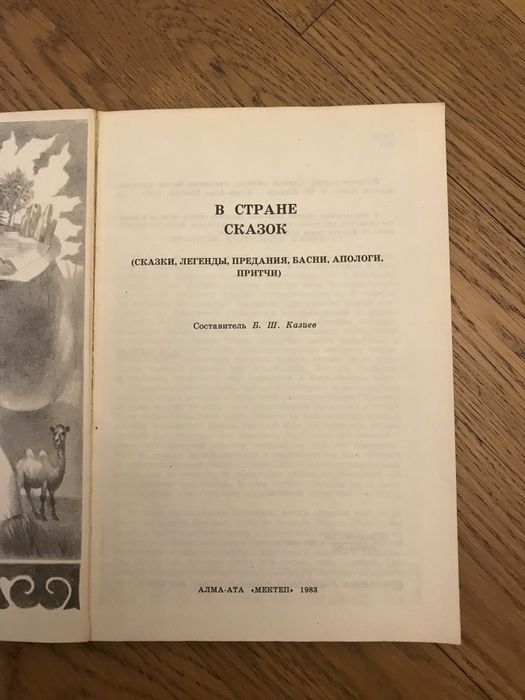 В СТРАНЕ
СКАЗОК
(СКАЗКИ, ЛЕГЕНДЫ, ПРЕДАНИЯ, БАСНИ, АПОЛОГИ,
ПРИТЧИ)
Составитель Б. Ш. Казиев
АЛМА-АТА «МЕКТЕП» 1983